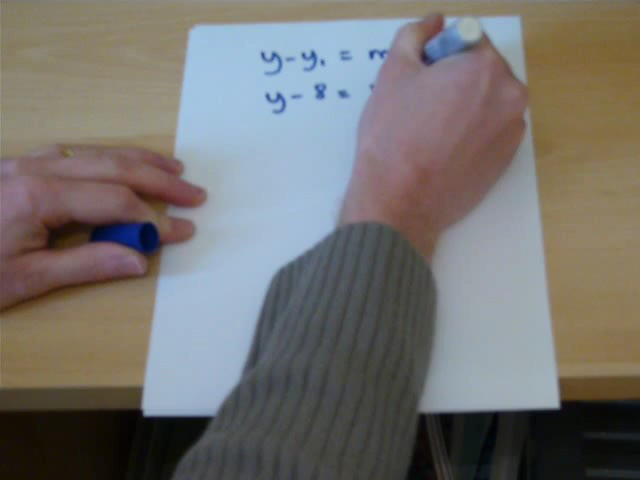 y - y₁ = m
y - 8 =